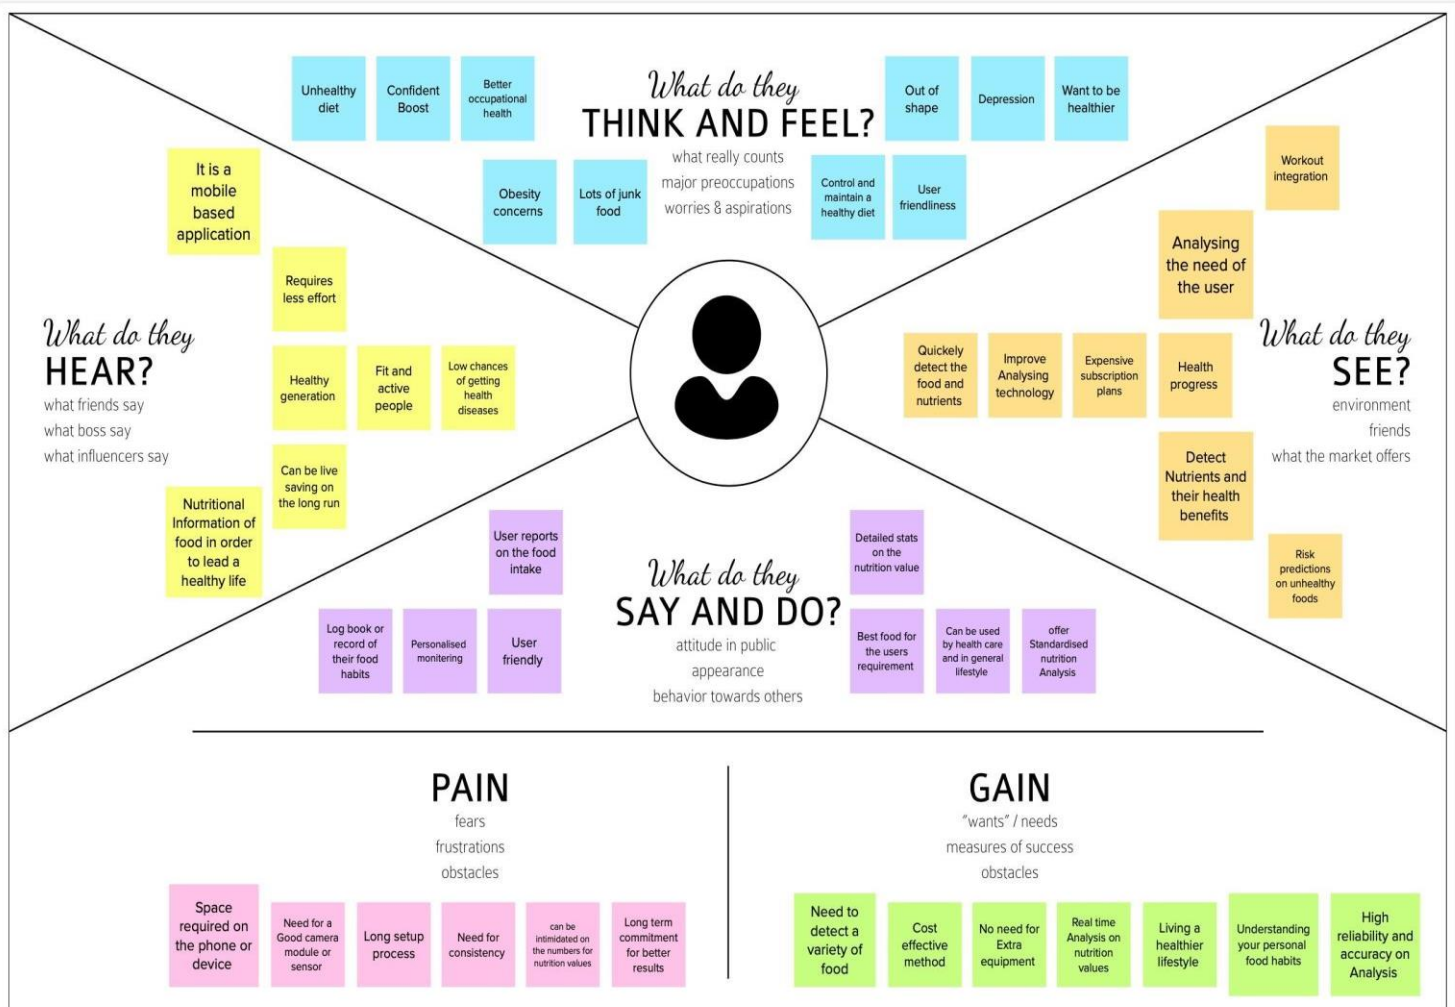 What do they
THINK AND FEEL?
what really counts
major preoccupations
worries & aspirations
Unhealthy
diet
Confident
Boost
Better
occupational
health
Obesity
concerns
Lots of junk
food
Out of
shape
Depression
Want to be
healthier
Control and
maintain a
healthy diet
User
friendliness
What do they
HEAR?
what friends say
what boss say
what influencers say
It is a
mobile
based
application
Requires
less effort
Healthy
generation
Fit and
active
people
Low chances
of getting
health
diseases
Can be live
saving on
the long run
Nutritional
Information of
food in order
to lead a
healthy life
What do they
SEE?
environment
friends
what the market offers
Workout
integration
Analysing
the need of
the user
Quickely
detect the
food and
nutrients
Improve
Analysing
technology
Expensive
subscription
plans
Health
progress
Detect
Nutrients and
their health
benefits
Risk
predictions
on unhealthy
foods
What do they
SAY AND DO?
attitude in public
appearance
behavior towards others
User reports
on the food
intake
Log book or
record of
their food
habits
Personalised
monitering
User
friendly
Detailed stats
on the
nutrition value
Best food for
the users
requirement
Can be used
by health care
and in general
lifestyle
offer
Standardised
nutrition
Analysis
PAIN
fears
frustrations
obstacles
Space
required on
the phone or
device
Need for a
Good camera
module or
sensor
Long setup
process
Need for
consistency
can be
intimidated on
the numbers for
nutrition values
Long term
commitment
for better
results
GAIN
"wants" / needs
measures of success
obstacles
Need to
detect a
variety of
food
Cost
effective
method
No need for
Extra
equipment
Real time
Analysis on
nutrition
values
Living a
healthier
lifestyle
Understanding
your personal
food habits
High
reliability and
accuracy on
Analysis